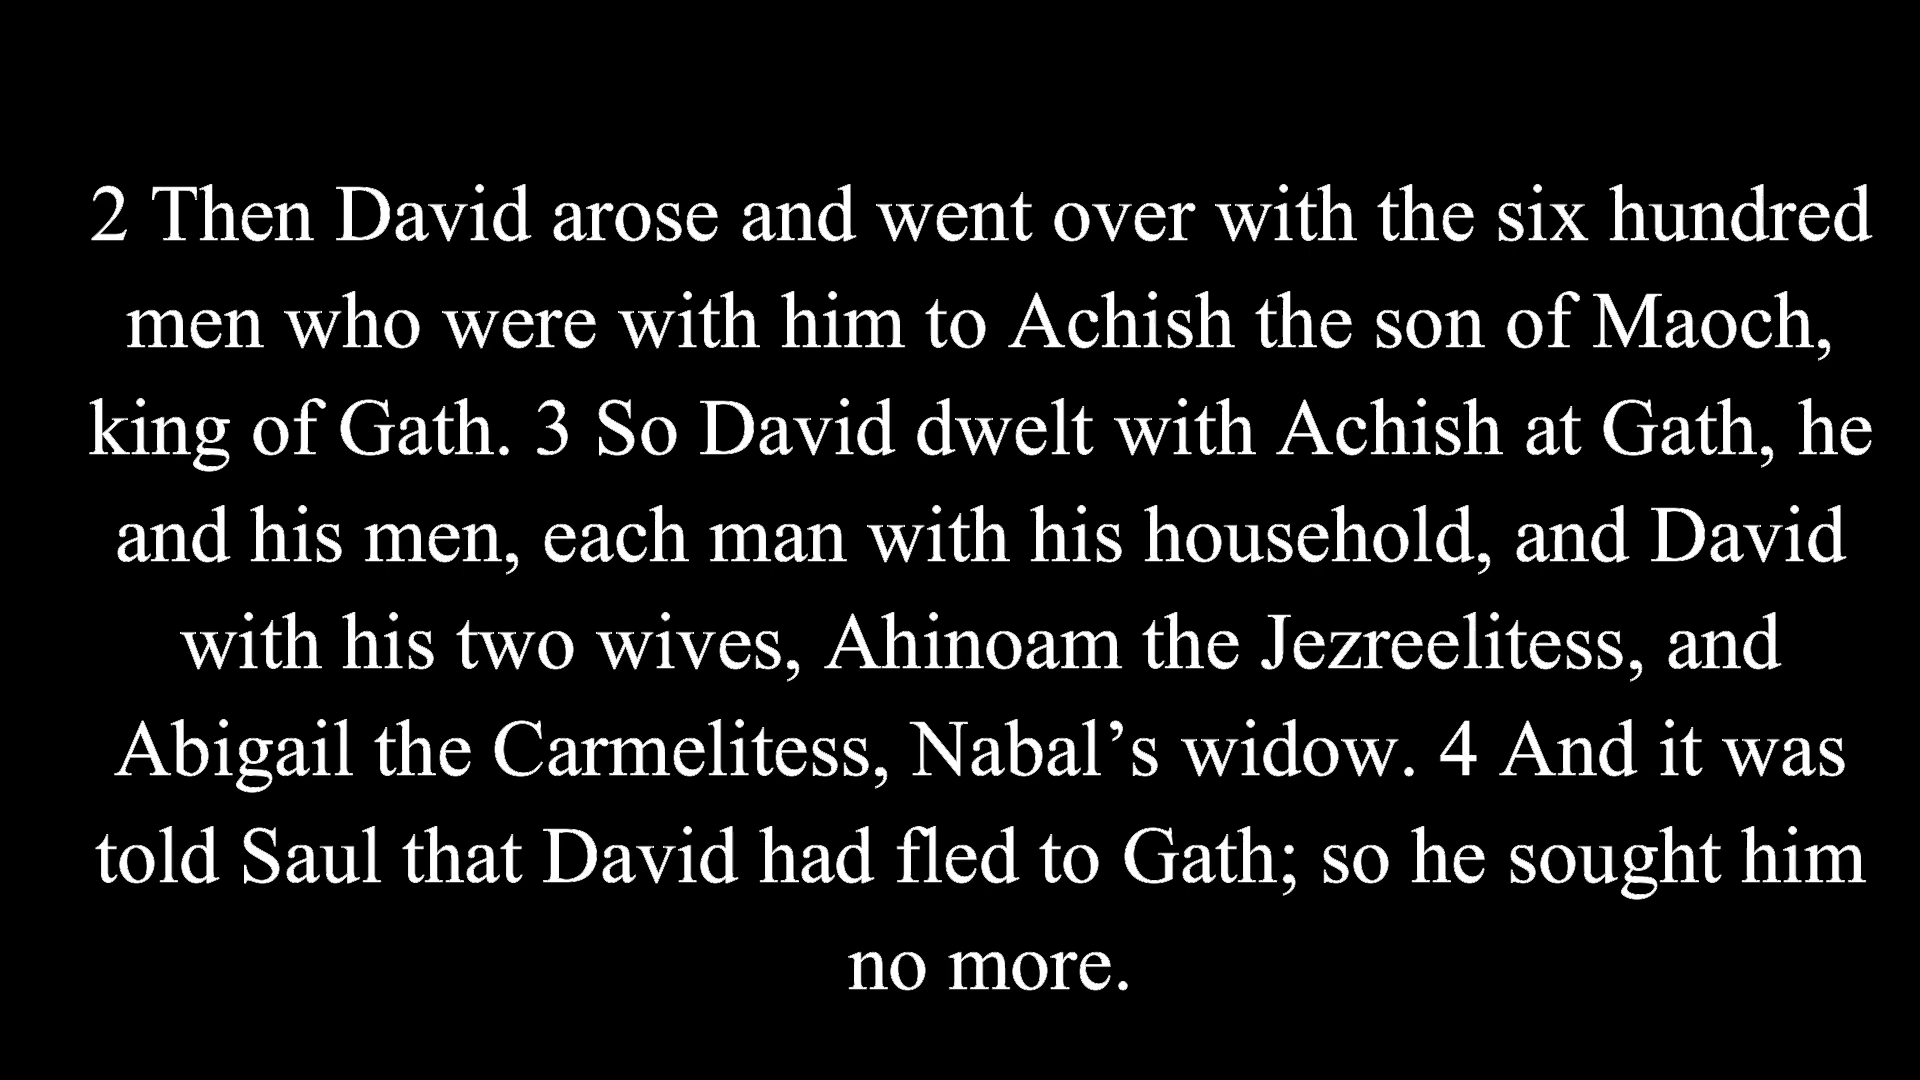 2 Then David arose and went over with the six hundred
men who were with him to Achish the son of Maoch,
king of Gath. 3 So David dwelt with Achish at Gath, he
and his men, each man with his household, and David
with his two wives, Ahinoam the Jezreelitess, and
Abigail the Carmelitess, Nabal’s widow. 4 And it was
told Saul that David had fled to Gath; so he sought him
no more.